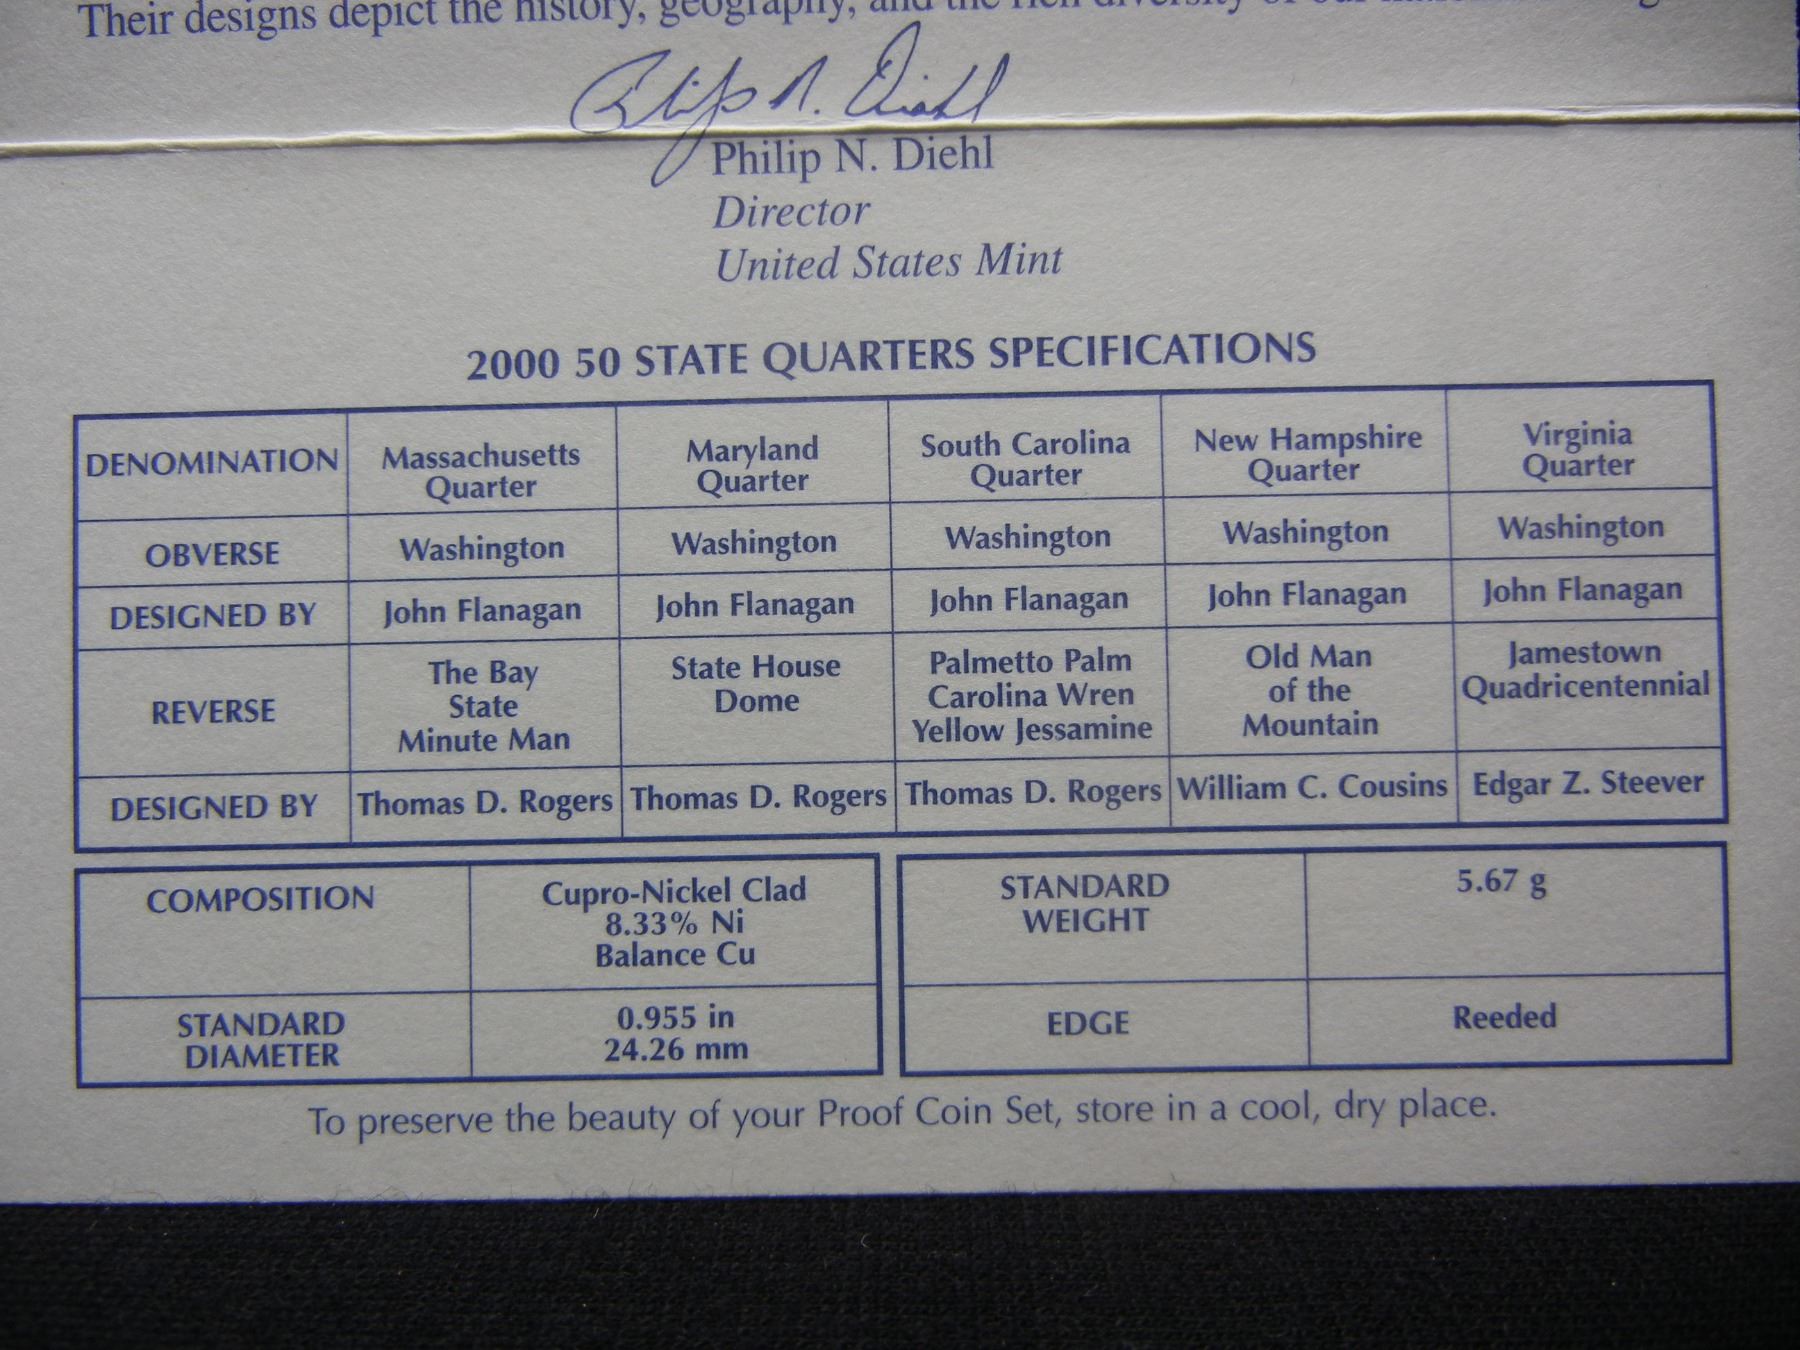 Their designs depict the history, geography, and the rich diversity of our
Philip N. Diehl
Philip N. Diehl
Director
United States Mint
2000 50 STATE QUARTERS SPECIFICATIONS
DENOMINATION Massachusetts Quarter Maryland Quarter South Carolina Quarter New Hampshire Quarter Virginia Quarter
OBVERSE Washington Washington Washington Washington Washington
DESIGNED BY John Flanagan John Flanagan John Flanagan John Flanagan John Flanagan
REVERSE The Bay State Minute Man State House Dome Palmetto Palm Carolina Wren Yellow Jessamine Old Man of the Mountain Jamestown Quadricentennial
DESIGNED BY Thomas D. Rogers Thomas D. Rogers Thomas D. Rogers William C. Cousins Edgar Z. Steever
COMPOSITION Cupro-Nickel Clad
8.33% Ni
Balance Cu
STANDARD DIAMETER 0.955 in
24.26 mm
STANDARD WEIGHT 5.67 g
EDGE Reeded
To preserve the beauty of your Proof Coin Set, store in a cool, dry place.